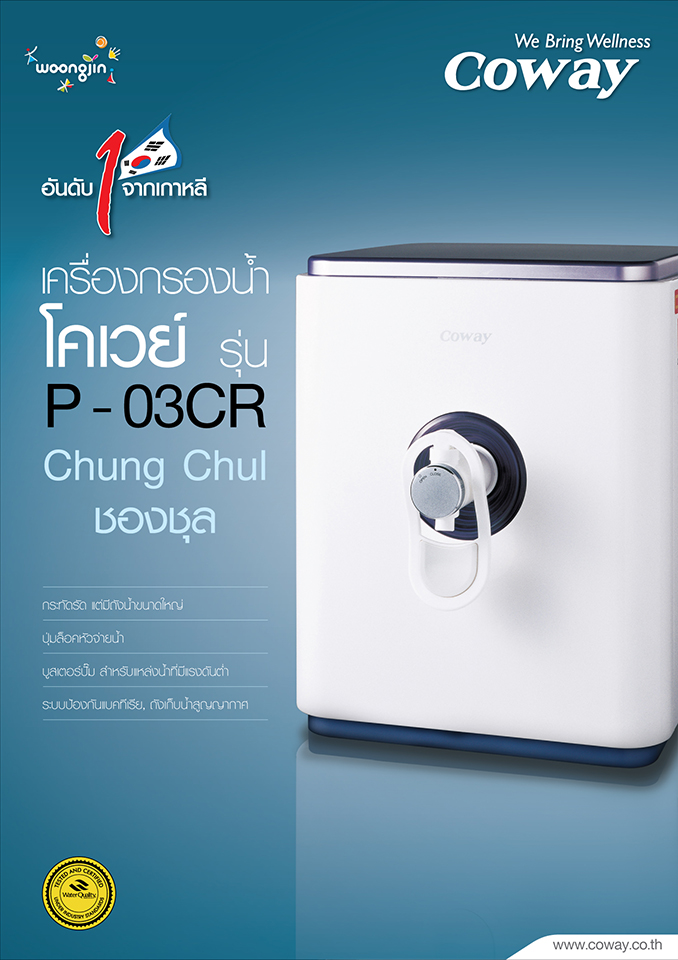 woongjin
We Bring Wellness
Coway
อันดับ 1 จากเกาหลี
เครื่องกรองน้ำ
โคเวย์ รุ่น
P - 03CR
Chung Chul
ชองชุล
Coway
กระทัดรัด แต่มีถังน้ำขนาดใหญ่
ปุ่มล็อคหัวจ่ายน้ำ
บูสเตอร์ปั๊ม สำหรับแหล่งน้ำที่มีแรงดันต่ำ
ระบบป้องกันแบคทีเรีย, ถังเก็บน้ำสูญญากาศ
TESTED AND CERTIFIED
Water Quality
UNDER INDUSTRY STANDARDS
www.coway.co.th